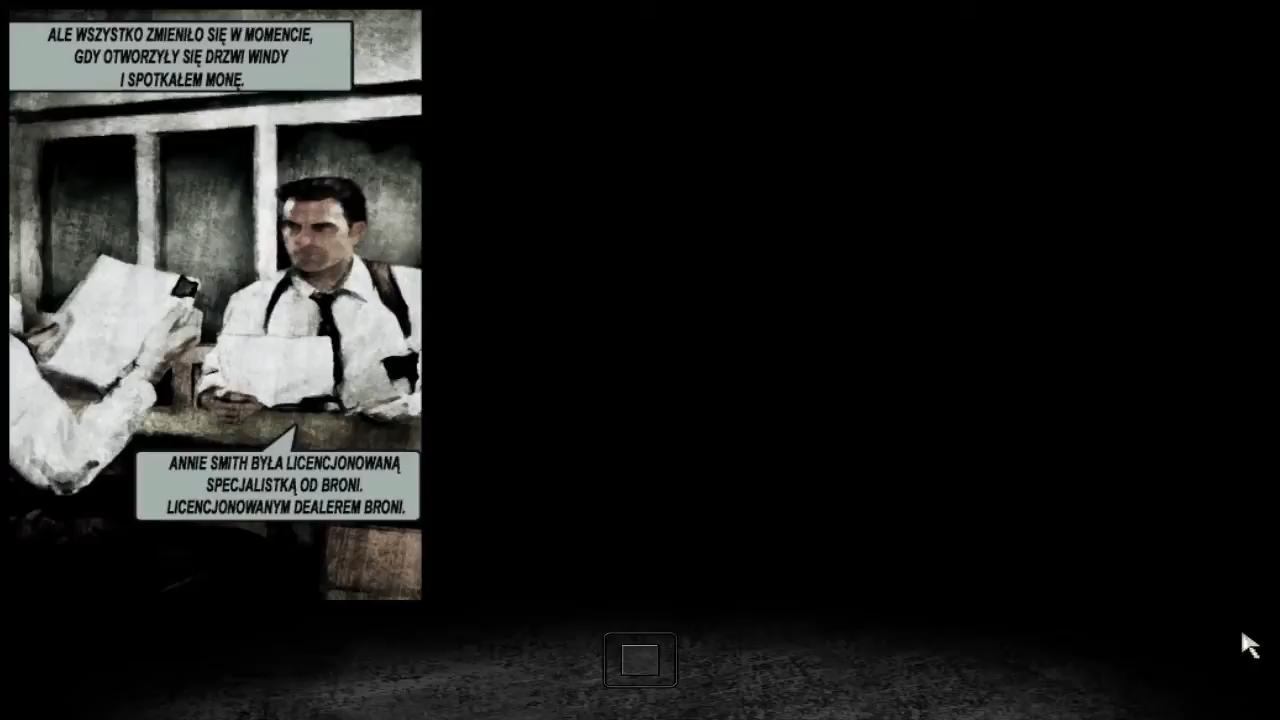 ALE WSZYSTKO ZMIENIŁO SIĘ W MOMENCIE,
GDY OTWORZYŁY SIĘ DRZWI WINDY
I SPOTKAŁEM MONĘ.
ANNIE SMITH BYŁA LICENCJONOWANĄ
SPECJALISTKĄ OD BRONI.
LICENCJONOWANYM DEALEREM BRONI.